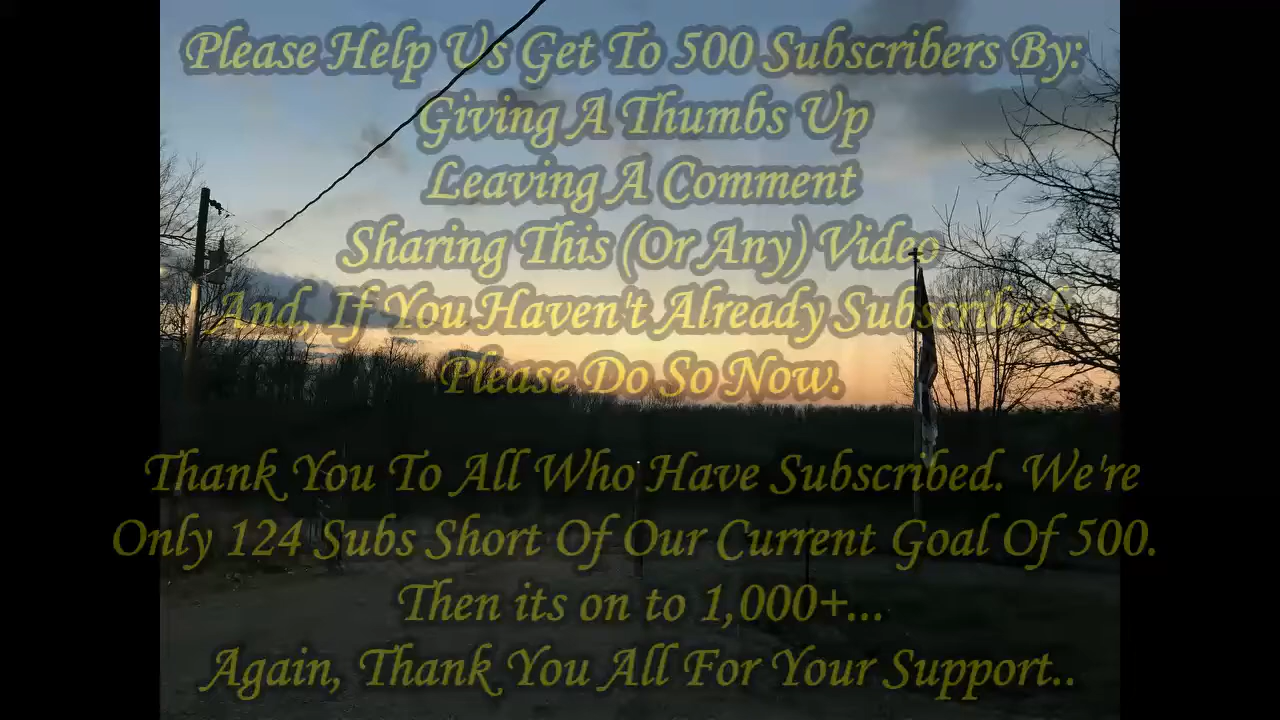 Please Help Us Get To 500 Subscribers By:
Giving A Thumbs Up
Leaving A Comment
Sharing This (Or Any) Video
And, If You Haven't Already Subscribed,
Please Do So Now.
Thank You To All Who Have Subscribed. We're
Only 124 Subs Short Of Our Current Goal Of 500.
Then its on to 1,000+...
Again, Thank You All For Your Support..